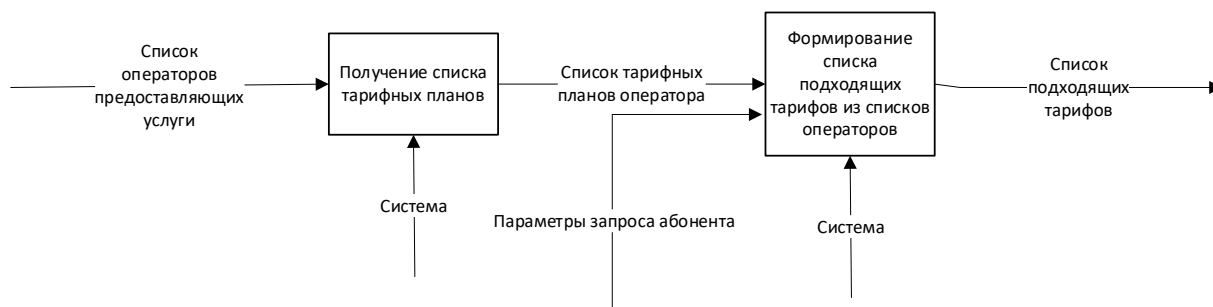 Список
операторов
предоставляющих
услуги
Получение списка
тарифных планов
Список тарифных
планов оператора
Формирование
списка
подходящих
тарифов из списков
операторов
Список
подходящих
тарифов
Система
Параметры запроса абонента
Система